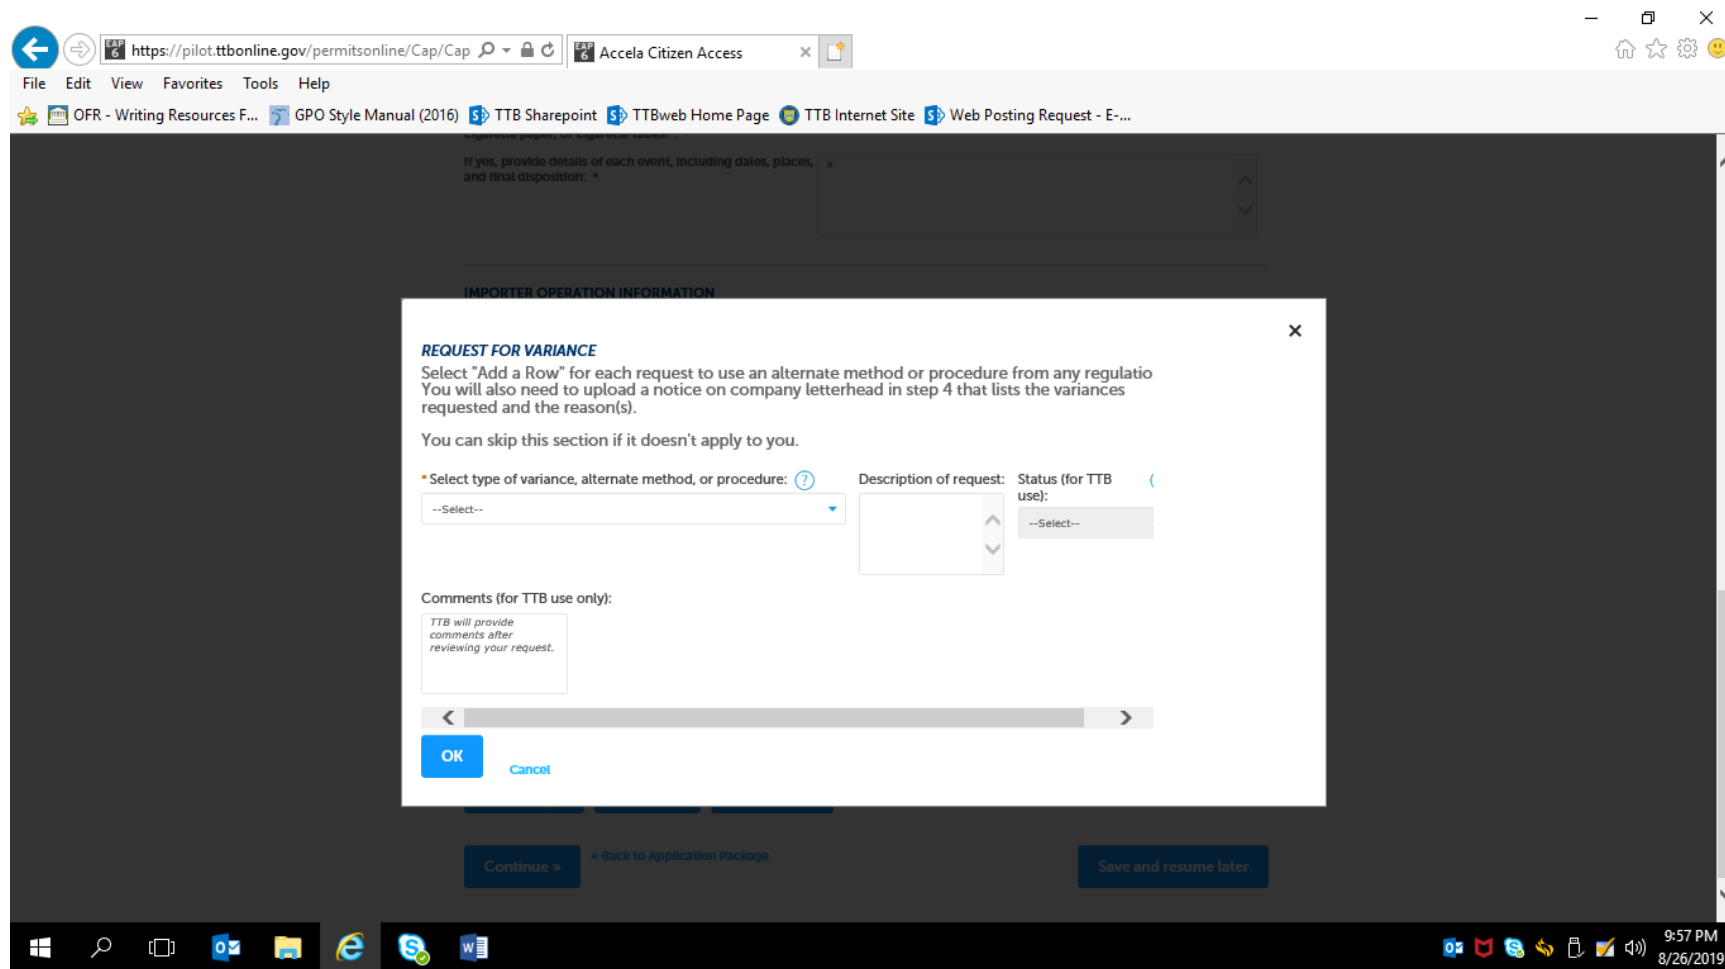 https://pilot.ttbonline.gov/permitsonline/Cap/Cap
Accela Citizen Access
File Edit View Favorites Tools Help
OFR - Writing Resources F... GPO Style Manual (2016) TTB Sharepoint TTBweb Home Page TTB Internet Site Web Posting Request - E-...
cigarette paper, or cigarette tubes? :
If yes, provide details of each event, including dates, places,
and final disposition: *
x
IMPORTER OPERATION INFORMATION
REQUEST FOR VARIANCE
Select "Add a Row" for each request to use an alternate method or procedure from any regulatio
You will also need to upload a notice on company letterhead in step 4 that lists the variances
requested and the reason(s).
You can skip this section if it doesn't apply to you.
* Select type of variance, alternate method, or procedure: ?
--Select--
Description of request:
Status (for TTB
use):
--Select--
Comments (for TTB use only):
TTB will provide
comments after
reviewing your request.
OK
Cancel
Continue »
« Back to Application Package
Save and resume later
9:57 PM
8/26/2019